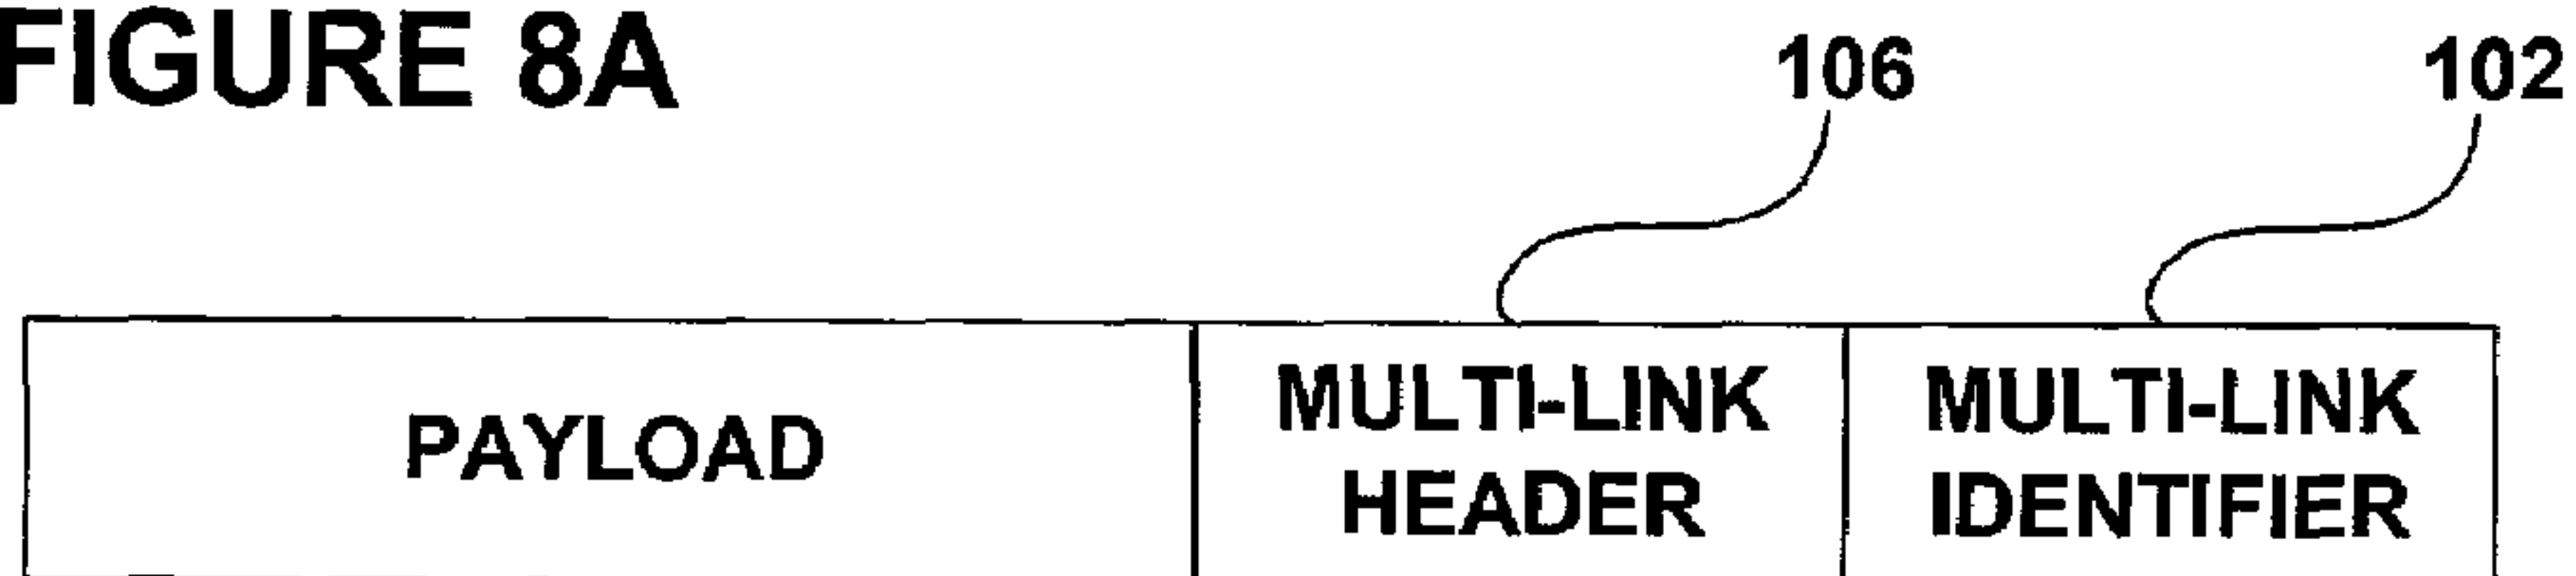 FIGURE 8A
106
102
PAYLOAD
MULTI-LINK
HEADER
MULTI-LINK
IDENTIFIER